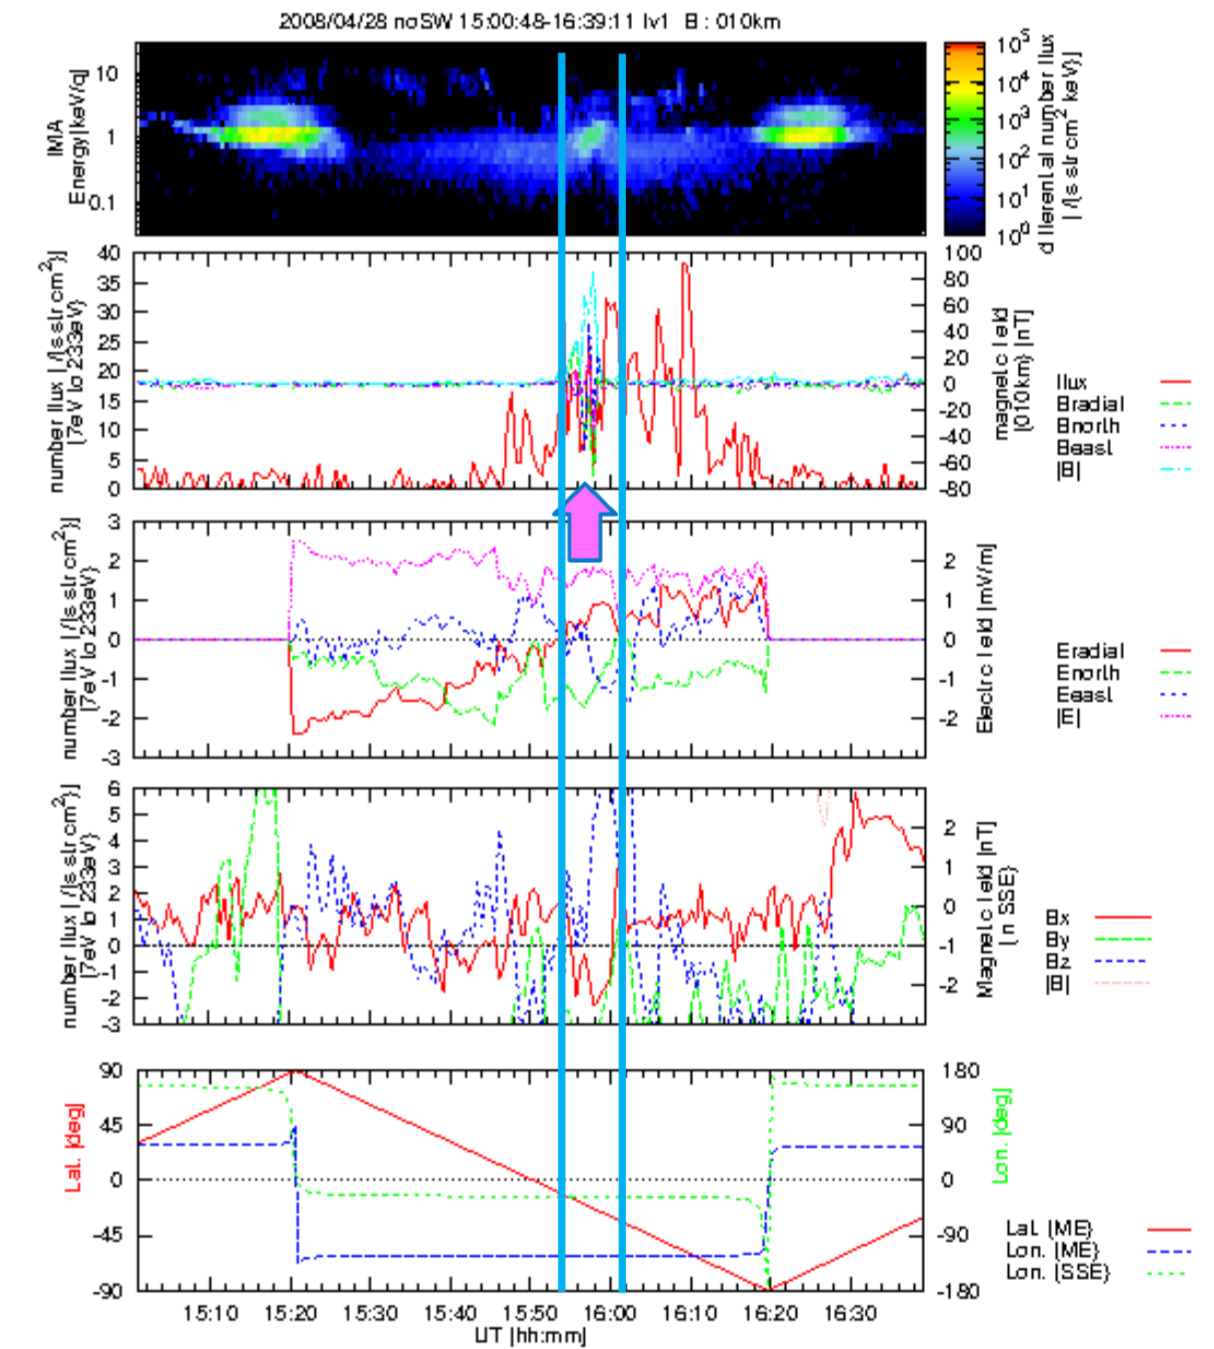 2008/04/28 noSW 15:00:48-16:39:11 lv1 B : 010km
IMA
Energy[keV/q]
10
1
0.1
10^5
10^4
10^3
10^2
10^1
10^0
number flux [/{s str cm^2}]
{7eV to 233eV}
40
35
30
25
20
15
10
5
0
100
80
60
40
20
0
-20
-40
-60
-80
magnetic field
{010km} [nT]
flux
Bradial
Bnorth
Beast
|B|
number flux [/{s str cm^2}]
{7eV to 233eV}
3
2
1
0
-1
-2
-3
2
1
0
-1
-2
Electric field [mV/m]
Eradial
Enorth
Eeast
|E|
number flux [/{s str cm^2}]
{7eV to 233eV}
6
5
4
3
2
1
0
-1
-2
-3
2
1
0
-1
-2
Magnetic field [nT]
{in SSE}
Bx
By
Bz
|B|
Lat. [deg]
90
45
0
-45
-90
180
90
0
-90
-180
Lon. [deg]
Lat. {ME}
Lon. {ME}
Lon. {SSE}
15:10 15:20 15:30 15:40 15:50 16:00 16:10 16:20 16:30
UT [hh:mm]